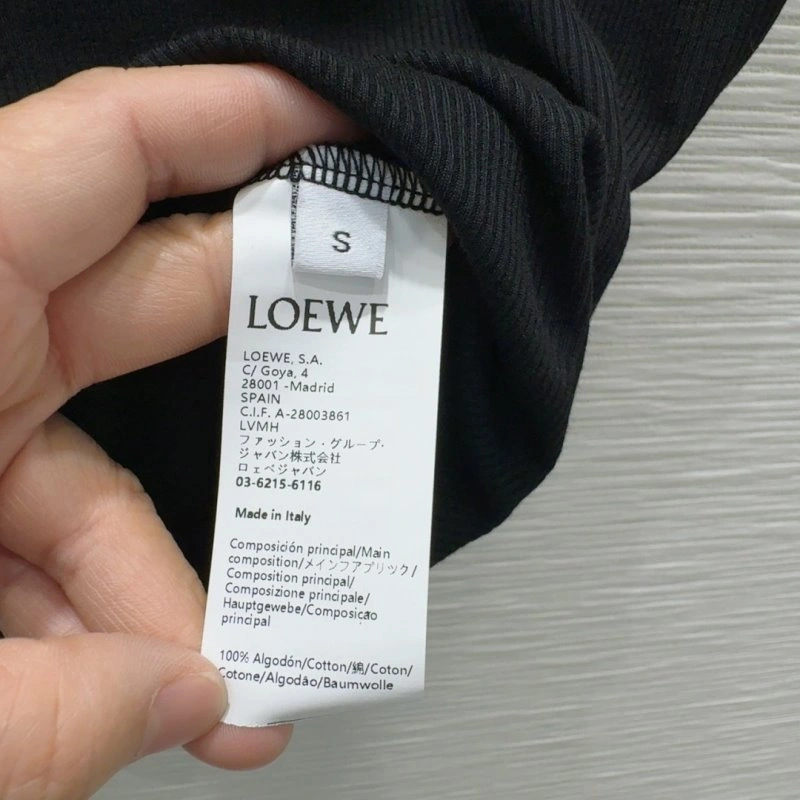 S
LOEWE
LOEWE, S.A.
C/ Goya, 4
28001 -Madrid
SPAIN
C.I.F. A-28003861
LVMH
ファッション・グループ・
ジャパン株式会社
ロェベジャパン
03-6215-6116
Made in Italy
Composición principal/Main
composition/メインファブリック/
Composition principal/
Composizione principale/
Hauptgewebe/Composição
principal
100% Algodón/Cotton/綿/Coton/
Cotone/Algodão/Baumwolle